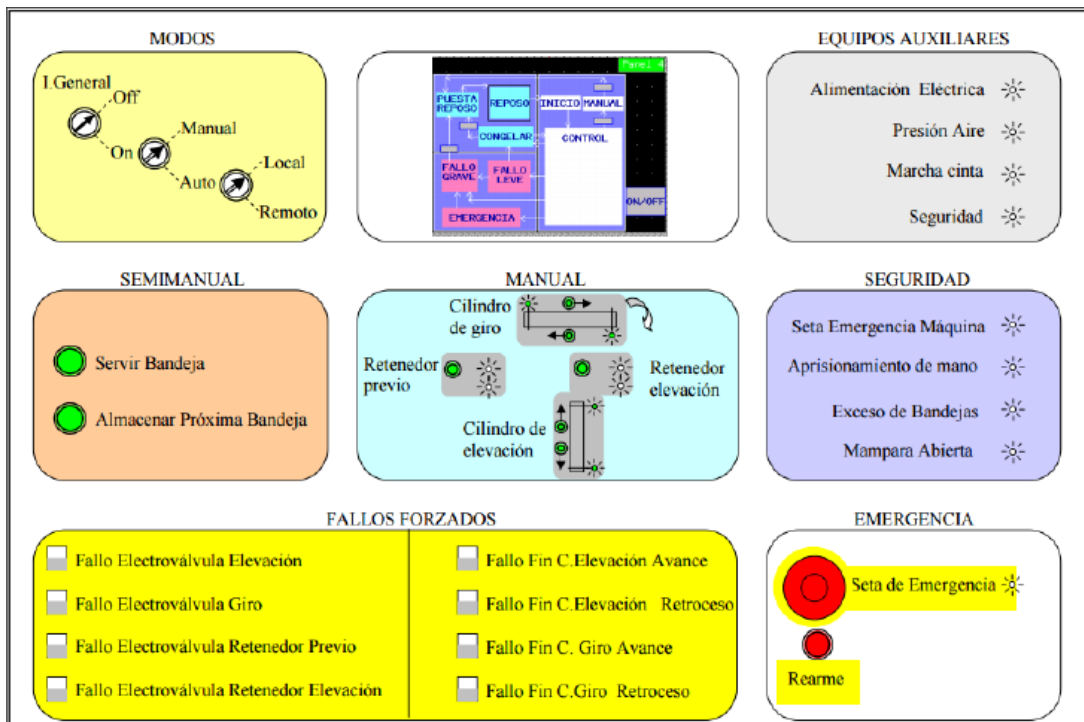 MODOS
I.General
Off
On
Manual
Auto
Local
Remoto
Panel 4
PUESTA
REPOSO
REPOSO
INICIO
MANUAL
CONGELAR
CONTROL
FALLO
GRAVE
FALLO
LEVE
EMERGENCIA
ON/OFF
EQUIPOS AUXILIARES
Alimentación Eléctrica
Presión Aire
Marcha cinta
Seguridad
SEMIMANUAL
Servir Bandeja
Almacenar Próxima Bandeja
MANUAL
Cilindro
de giro
Retenedor
previo
Retenedor
elevación
Cilindro de
elevación
SEGURIDAD
Seta Emergencia Máquina
Aprisionamiento de mano
Exceso de Bandejas
Mampara Abierta
FALLOS FORZADOS
Fallo Electroválvula Elevación
Fallo Electroválvula Giro
Fallo Electroválvula Retenedor Previo
Fallo Electroválvula Retenedor Elevación
Fallo Fin C.Elevación Avance
Fallo Fin C.Elevación Retroceso
Fallo Fin C. Giro Avance
Fallo Fin C.Giro Retroceso
EMERGENCIA
Seta de Emergencia
Rearme